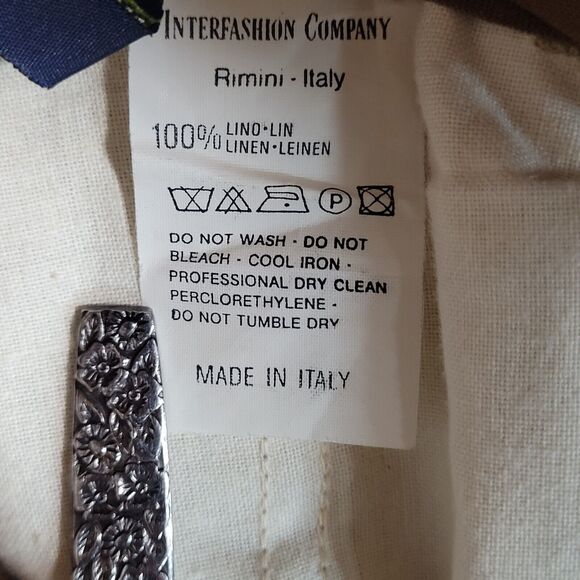 INTERFASHION COMPANY
Rimini - Italy
100% LINO•LIN
LINEN•LEINEN
P
DO NOT WASH - DO NOT
BLEACH - COOL IRON -
PROFESSIONAL DRY CLEAN
PERCLORETHYLENE -
DO NOT TUMBLE DRY
MADE IN ITALY